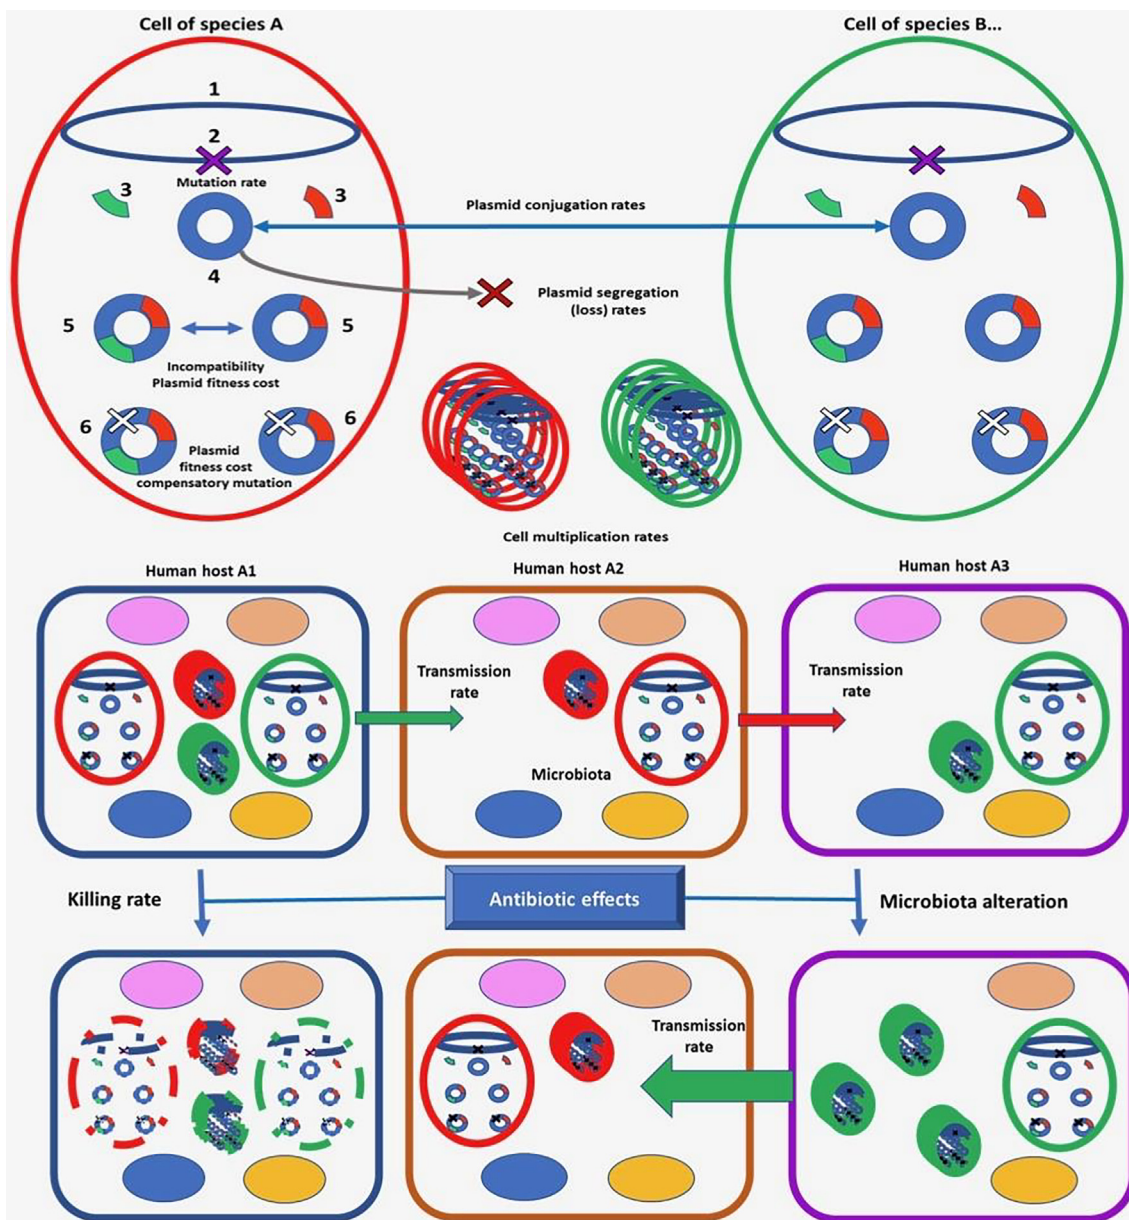 Cell of species A
Cell of species B...
1
2
3
Mutation rate
3
Plasmid conjugation rates
4
Plasmid segregation
(loss) rates
5
5
Incompatibility
Plasmid fitness cost
6
6
Plasmid
fitness cost
compensatory mutation
Cell multiplication rates
Human host A1
Human host A2
Human host A3
Transmission
rate
Transmission
rate
Microbiota
Killing rate
Antibiotic effects
Microbiota alteration
Transmission
rate